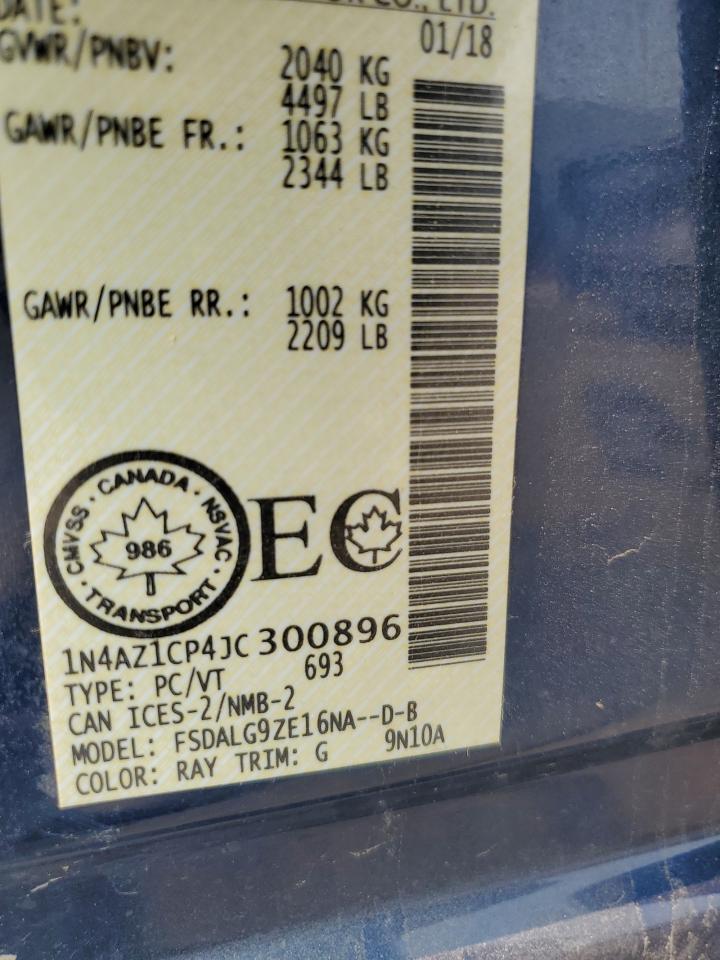 DATE: CO., LTD.
01/18
GVWR/PNBV: 2040 KG
4497 LB
GAWR/PNBE FR.: 1063 KG
2344 LB
GAWR/PNBE RR.: 1002 KG
2209 LB
CANADA · NSVAC · TRANSPORT · CMVSS ·
986
EC
1N4AZ1CP4JC300896
TYPE: PC/VT 693
CAN ICES-2/NMB-2
MODEL: FSDALG9ZE16NA--D-B
COLOR: RAY TRIM: G 9N10A